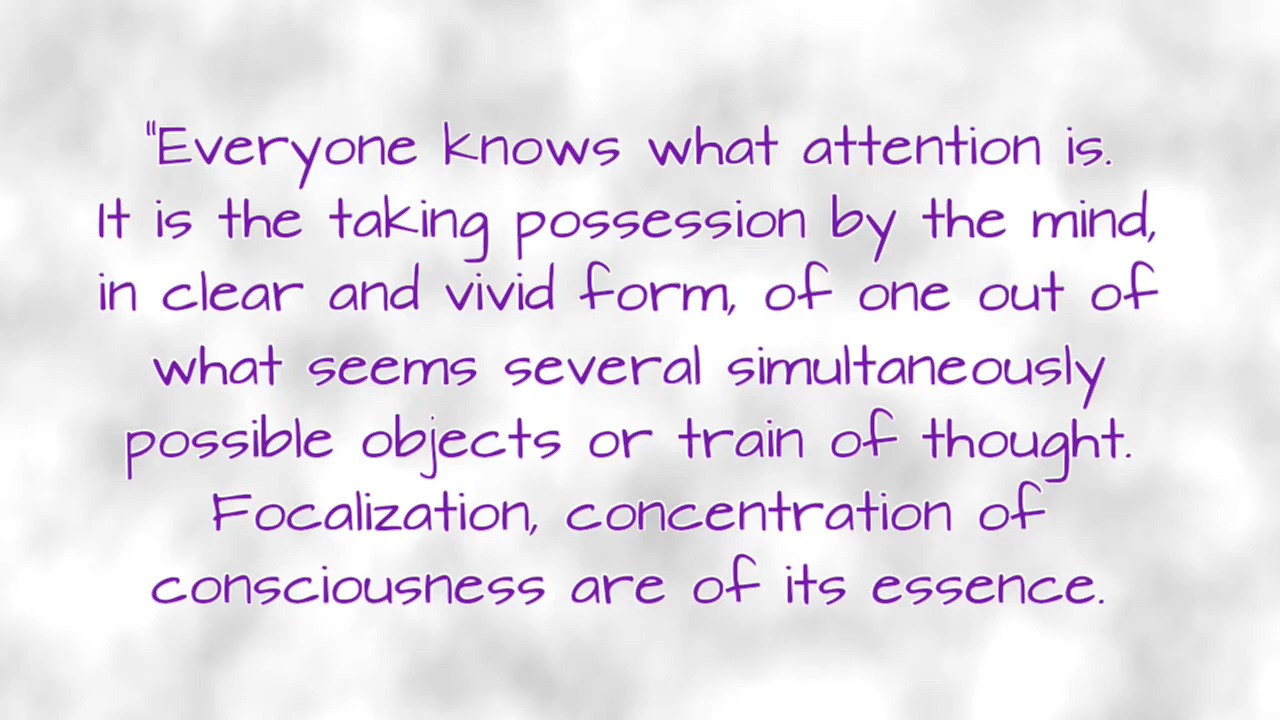 "Everyone knows what attention is.
It is the taking possession by the mind,
in clear and vivid form, of one out of
what seems several simultaneously
possible objects or train of thought.
Focalization, concentration of
consciousness are of its essence.